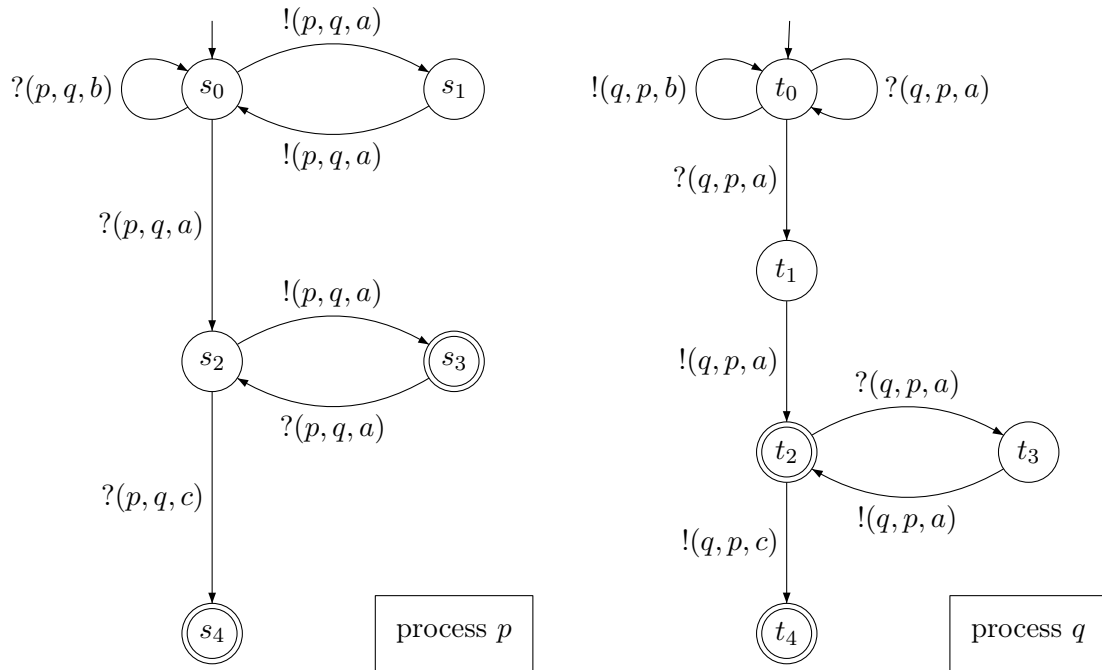 !(p, q, a)
?(p, q, b)
s₀
s₁
!(p, q, a)
?(p, q, a)
!(p, q, a)
s₂
s₃
?(p, q, a)
?(p, q, c)
s₄
process p
!(q, p, b)
t₀
?(q, p, a)
?(q, p, a)
t₁
!(q, p, a)
?(q, p, a)
t₂
t₃
!(q, p, a)
!(q, p, c)
t₄
process q